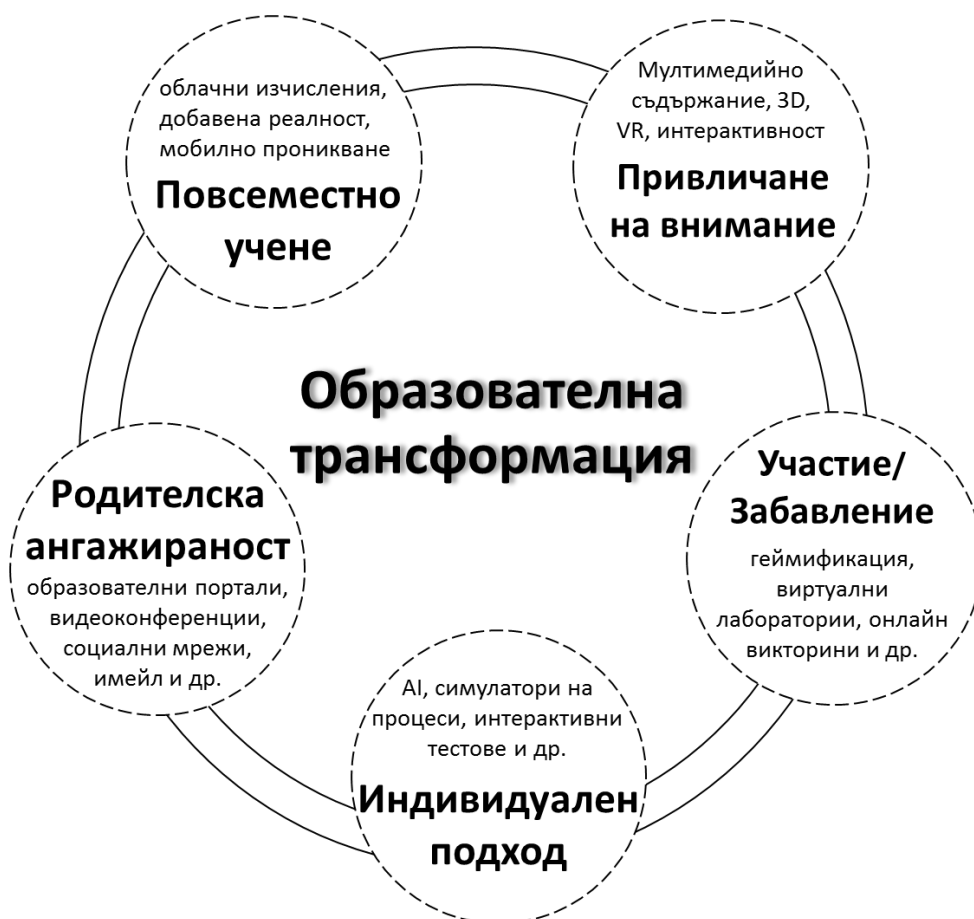 облачни изчисления,
добавена реалност,
мобилно проникване
Повсеместно
учене
Мултимедийно
съдържание, 3D,
VR, интерактивност
Привличане
на внимание
Образователна
трансформация
Родителска
ангажираност
образователни портали,
видеоконференции,
социални мрежи,
имейл и др.
Участие/
Забавление
геймификация,
виртуални
лаборатории, онлайн
викторини и др.
AI, симулатори на
процеси, интерактивни
тестове и др.
Индивидуален
подход